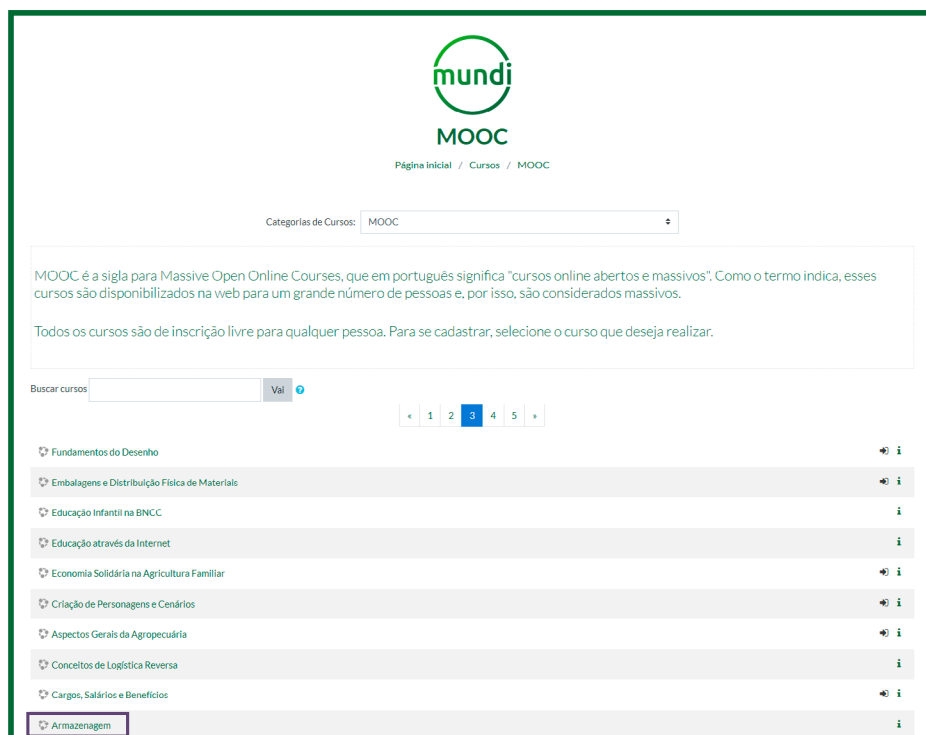 mundi
MOOC
Página inicial / Cursos / MOOC
Categorias de Cursos: MOOC
MOOC é a sigla para Massive Open Online Courses, que em português significa "cursos online abertos e massivos". Como o termo indica, esses
cursos são disponibilizados na web para um grande número de pessoas e, por isso, são considerados massivos.
Todos os cursos são de inscrição livre para qualquer pessoa. Para se cadastrar, selecione o curso que deseja realizar.
Buscar cursos Vai ?
« 1 2 3 4 5 »
Fundamentos do Desenho
Embalagens e Distribuição Física de Materiais
Educação Infantil na BNCC
Educação através da Internet
Economia Solidária na Agricultura Familiar
Criação de Personagens e Cenários
Aspectos Gerais da Agropecuária
Conceitos de Logística Reversa
Cargos, Salários e Benefícios
Armazenagem